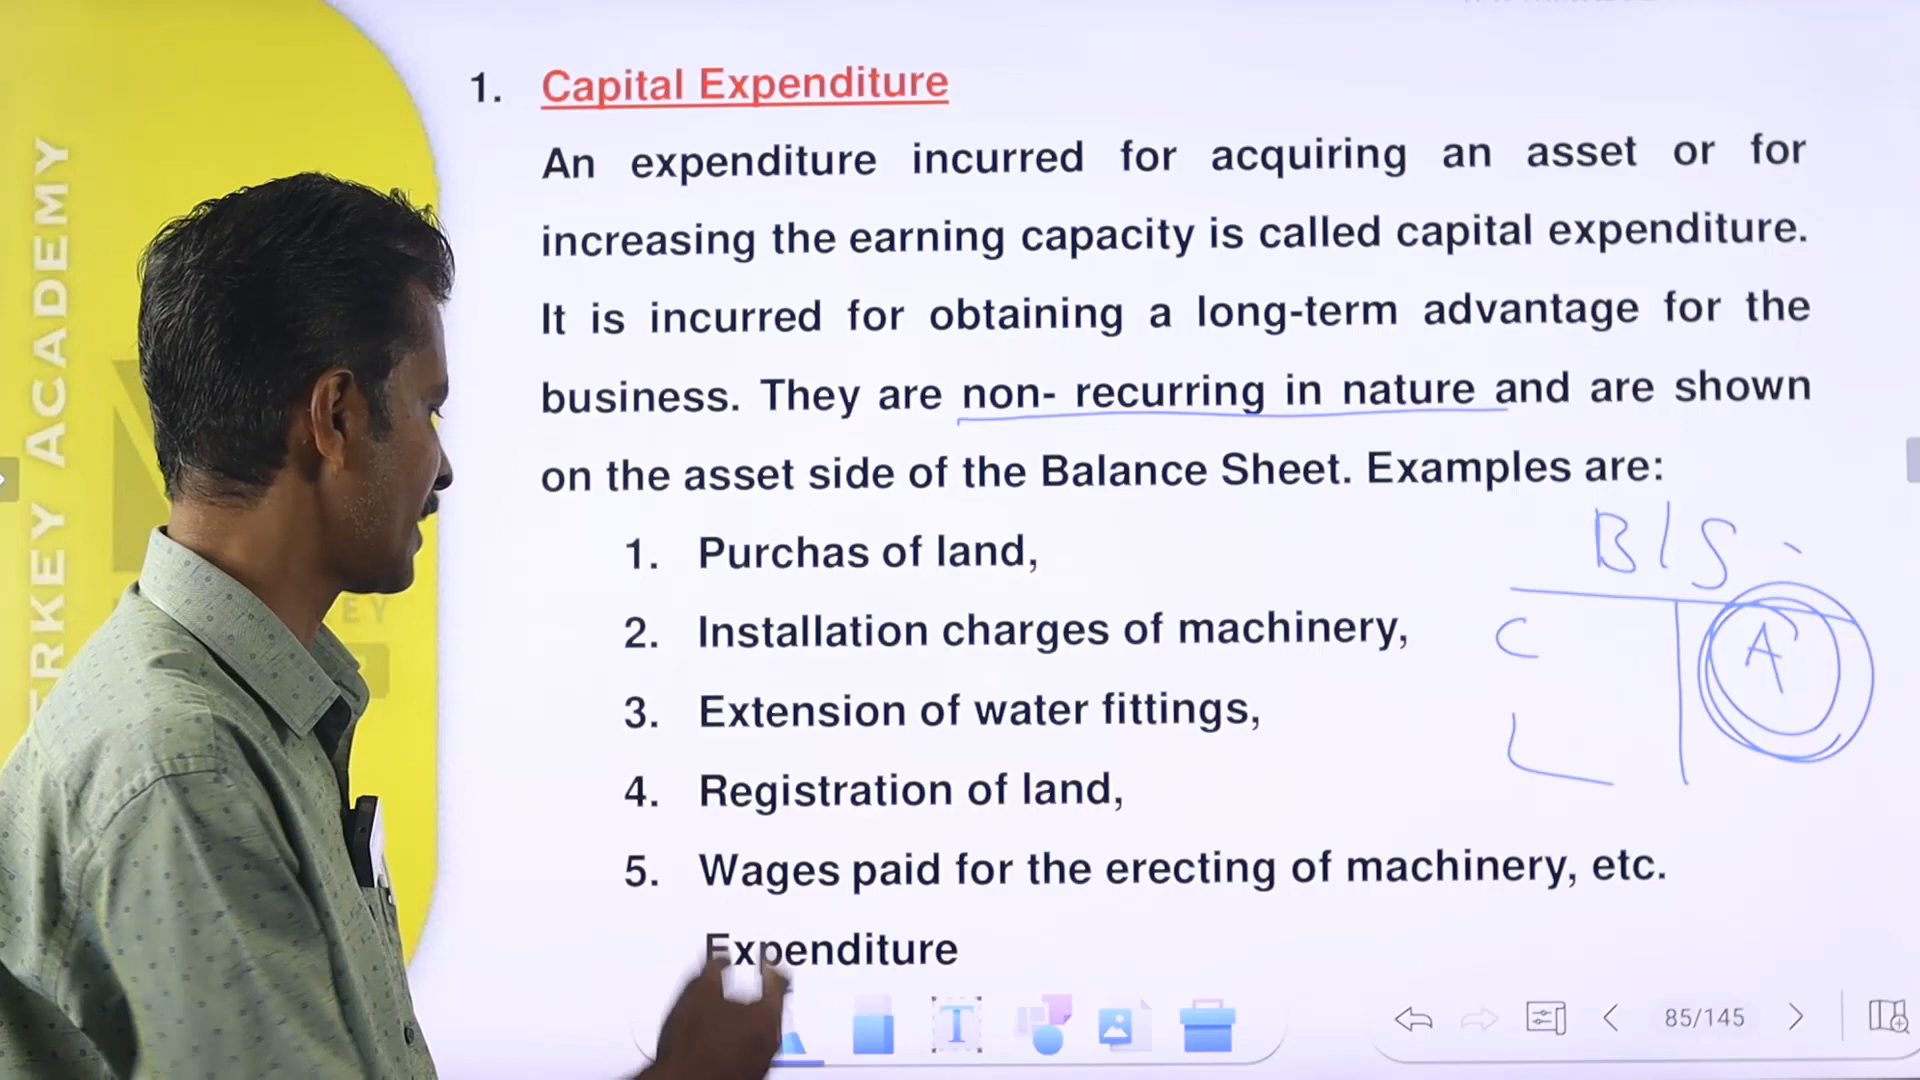 1. Capital Expenditure
An expenditure incurred for acquiring an asset or for
increasing the earning capacity is called capital expenditure.
It is incurred for obtaining a long-term advantage for the
business. They are non- recurring in nature and are shown
on the asset side of the Balance Sheet. Examples are:
1. Purchas of land,
2. Installation charges of machinery,
3. Extension of water fittings,
4. Registration of land,
5. Wages paid for the erecting of machinery, etc.
Expenditure
B/S
C
A
L
ACADEMY
T
85/145